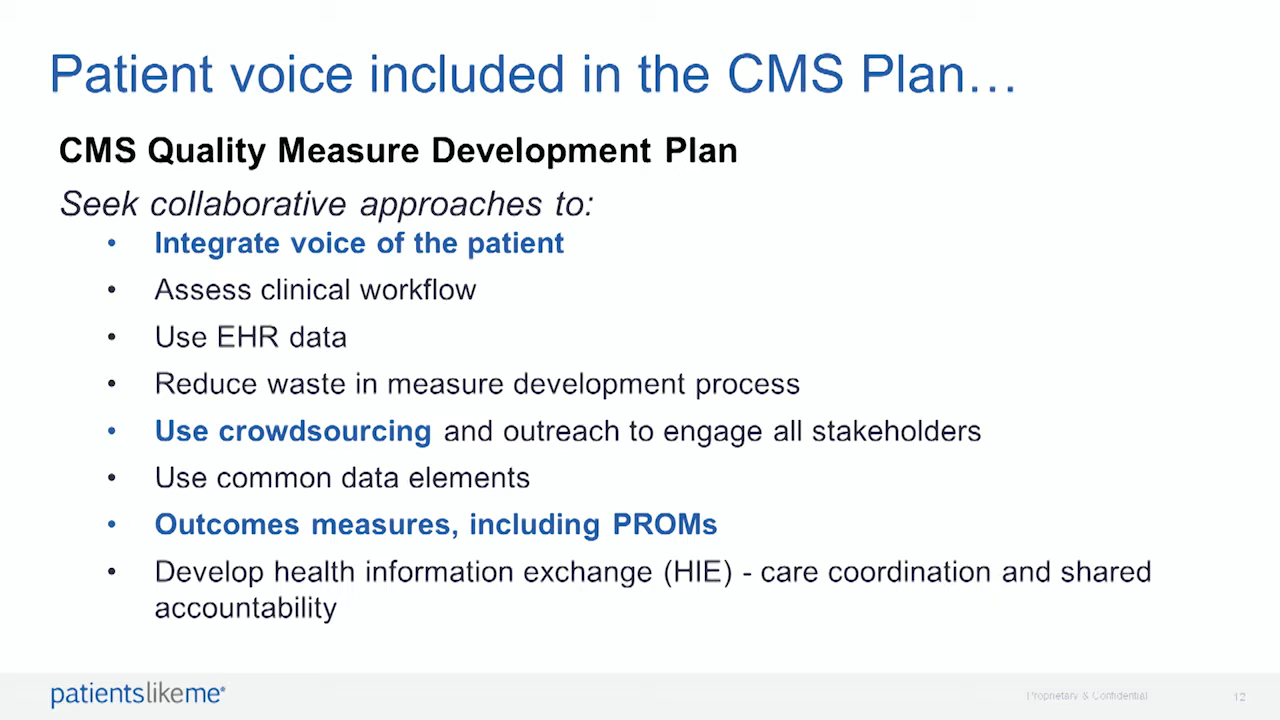 Patient voice included in the CMS Plan…
CMS Quality Measure Development Plan
Seek collaborative approaches to:
• Integrate voice of the patient
• Assess clinical workflow
• Use EHR data
• Reduce waste in measure development process
• Use crowdsourcing and outreach to engage all stakeholders
• Use common data elements
• Outcomes measures, including PROMs
• Develop health information exchange (HIE) - care coordination and shared
accountability
patientslikeme®
Proprietary & Confidential
12